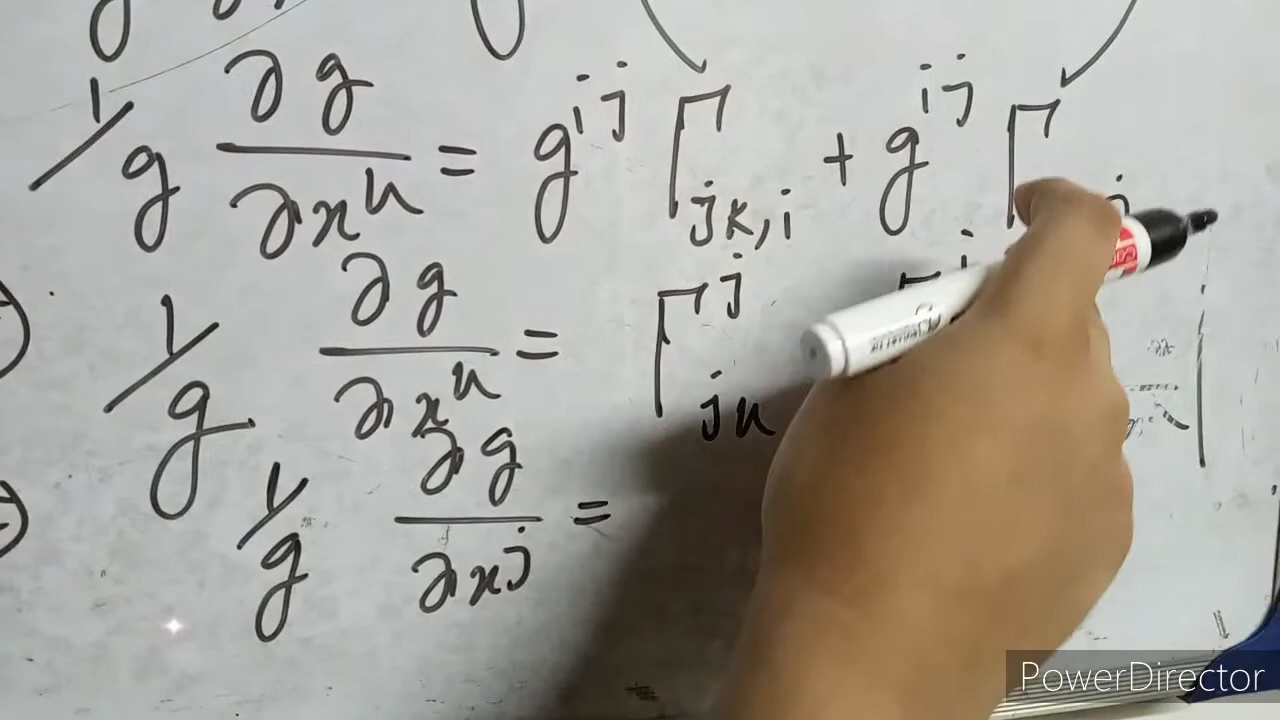 1/g ∂g/∂x^k = g^{ij} Γ_{jk,i} + g^{ij} Γ
1/g ∂g/∂x^k = Γ^j_{jk}
1/g ∂g/∂x^j =
PowerDirector